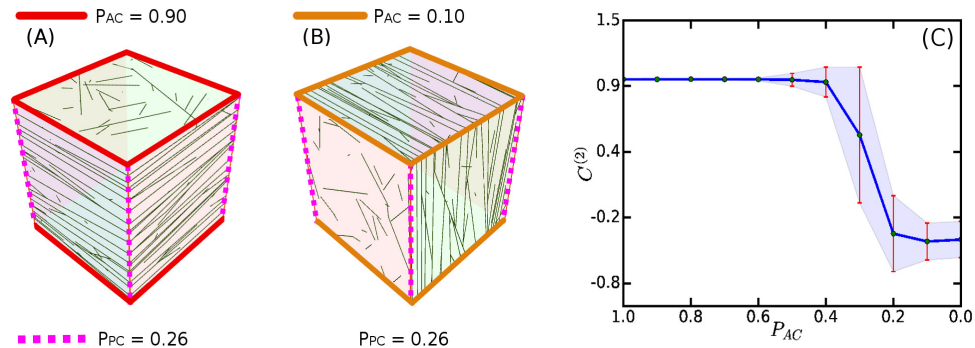 PAC = 0.90
(A)
PPC = 0.26
PAC = 0.10
(B)
PPC = 0.26
(C)
1.5
0.9
0.4
-0.2
-0.8
C(2)
1.0 0.8 0.6 0.4 0.2 0.0
PAC